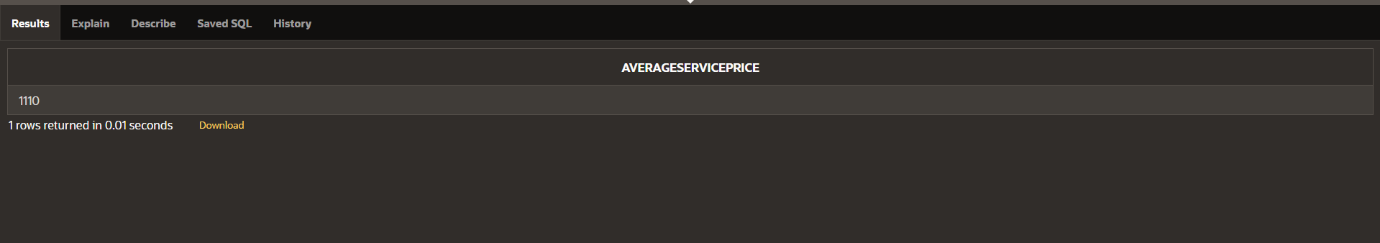 Results Explain Describe Saved SQL History
AVERAGESERVICEPRICE
1110
1 rows returned in 0.01 seconds Download